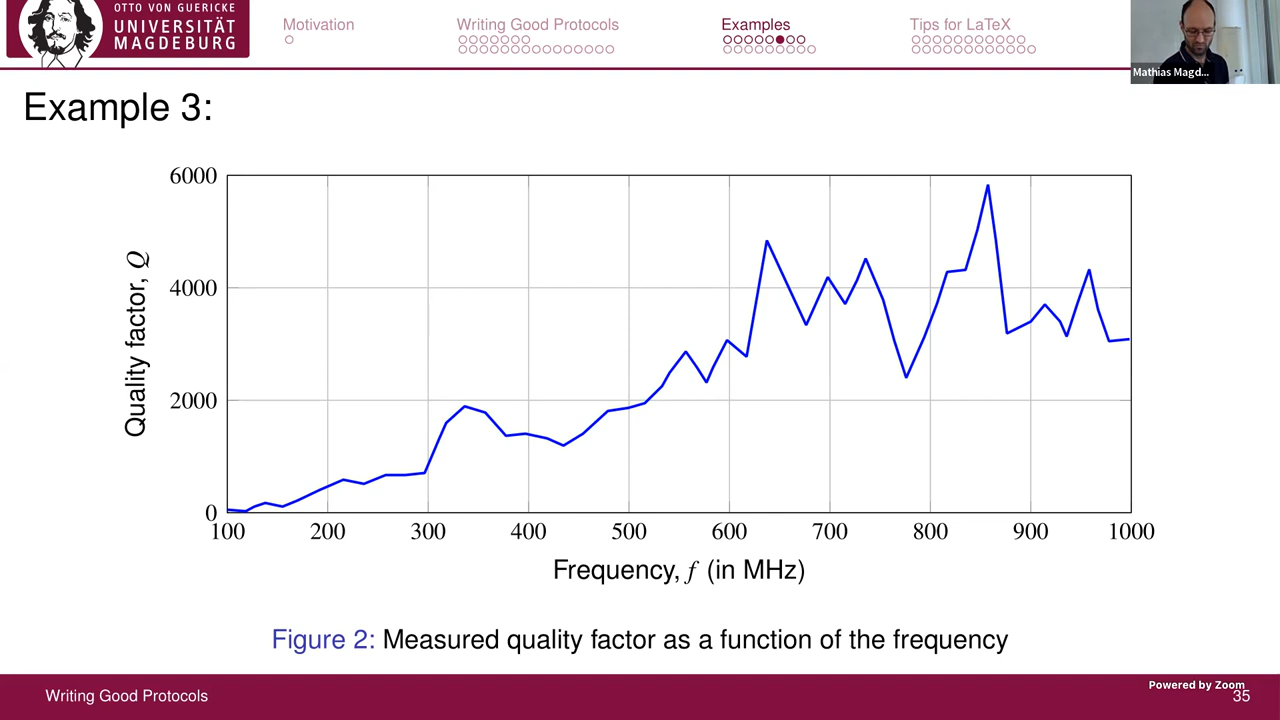 OTTO VON GUERICKE
UNIVERSITÄT
MAGDEBURG
Motivation
Writing Good Protocols
Examples
Tips for LaTeX
Mathias Magd...
Example 3:
6000
4000
2000
0
Quality factor, Q
100 200 300 400 500 600 700 800 900 1000
Frequency, f (in MHz)
Figure 2: Measured quality factor as a function of the frequency
Writing Good Protocols
Powered by Zoom
35